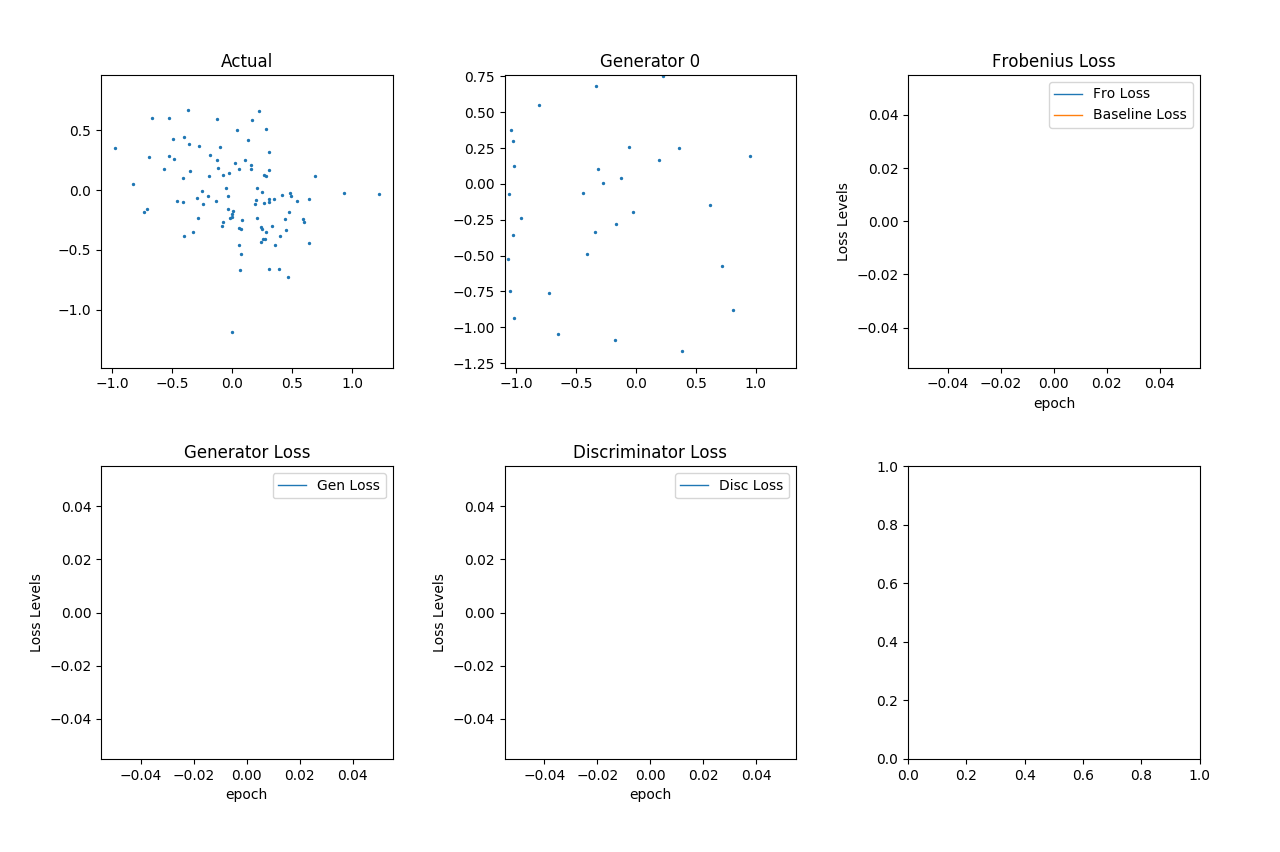 Actual
0.5
0.0
−0.5
−1.0
−1.0 −0.5 0.0 0.5 1.0
Generator 0
0.75
0.50
0.25
0.00
−0.25
−0.50
−0.75
−1.00
−1.25
−1.0 −0.5 0.0 0.5 1.0
Frobenius Loss
Fro Loss
Baseline Loss
Loss Levels
0.04
0.02
0.00
−0.02
−0.04
−0.04 −0.02 0.00 0.02 0.04
epoch
Generator Loss
Gen Loss
Loss Levels
0.04
0.02
0.00
−0.02
−0.04
−0.04 −0.02 0.00 0.02 0.04
epoch
Discriminator Loss
Disc Loss
Loss Levels
0.04
0.02
0.00
−0.02
−0.04
−0.04 −0.02 0.00 0.02 0.04
epoch
1.0
0.8
0.6
0.4
0.2
0.0
0.0 0.2 0.4 0.6 0.8 1.0